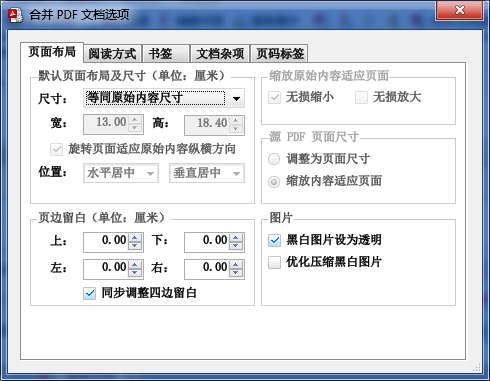 合并 PDF 文档选项
页面布局 阅读方式 书签 文档杂项 页码标签
默认页面布局及尺寸（单位：厘米）
尺寸： 等同原始内容尺寸
宽： 13.00 高： 18.40
旋转页面适应原始内容纵横方向
位置： 水平居中 垂直居中
缩放原始内容适应页面
无损缩小 无损放大
源 PDF 页面尺寸
调整为页面尺寸
缩放内容适应页面
页边留白（单位：厘米）
上： 0.00 下： 0.00
左： 0.00 右： 0.00
同步调整四边留白
图片
黑白图片设为透明
优化压缩黑白图片